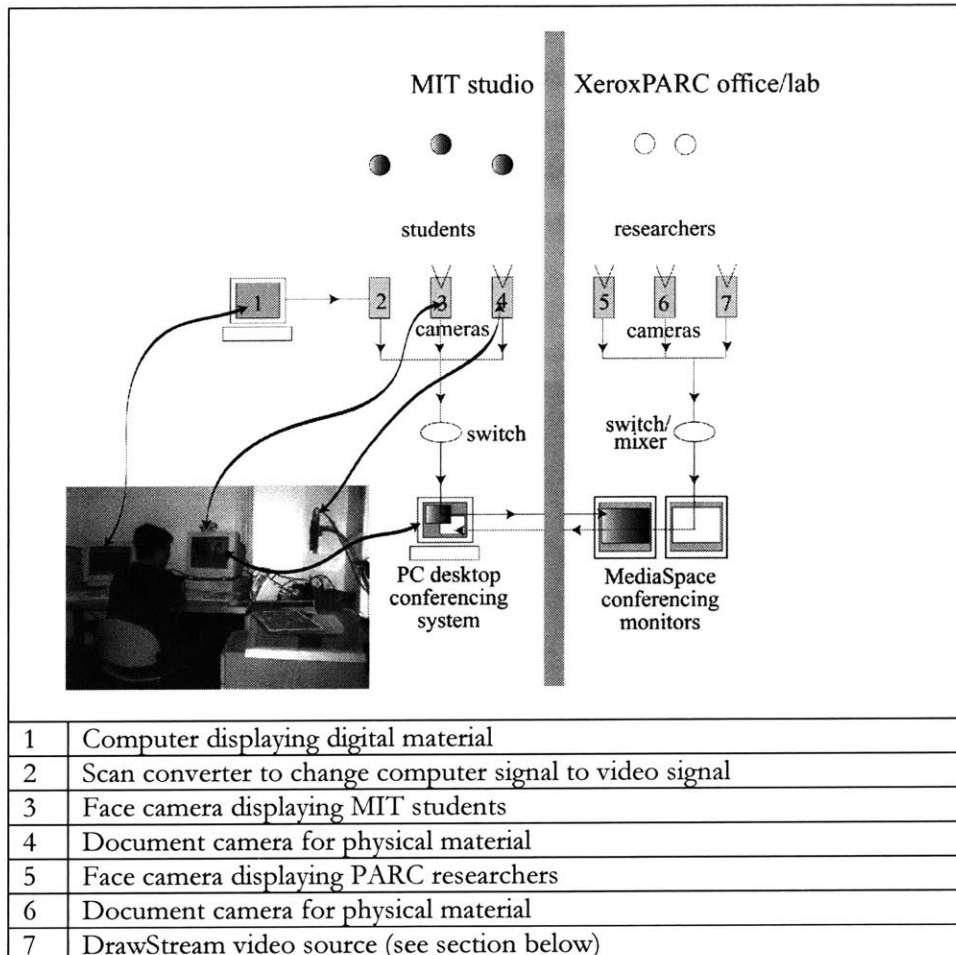 MIT studio
XeroxPARC office/lab
students
researchers
1
2
3
4
5
6
7
cameras
cameras
switch
switch/
mixer
PC desktop
conferencing
system
MediaSpace
conferencing
monitors
1 Computer displaying digital material
2 Scan converter to change computer signal to video signal
3 Face camera displaying MIT students
4 Document camera for physical material
5 Face camera displaying PARC researchers
6 Document camera for physical material
7 DrawStream video source (see section below)